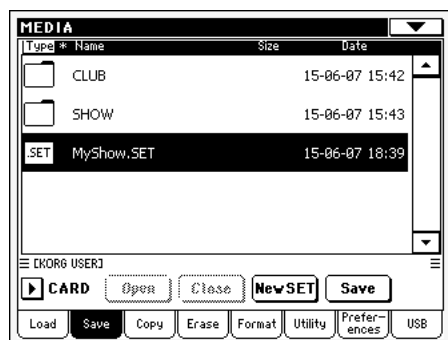 MEDIA
Type * Name Size Date
CLUB 15-06-07 15:42
SHOW 15-06-07 15:43
.SET MyShow.SET 15-06-07 18:39
[KORG USER]
CARD Open Close New SET Save
Load Save Copy Erase Format Utility Prefer-
ences USB